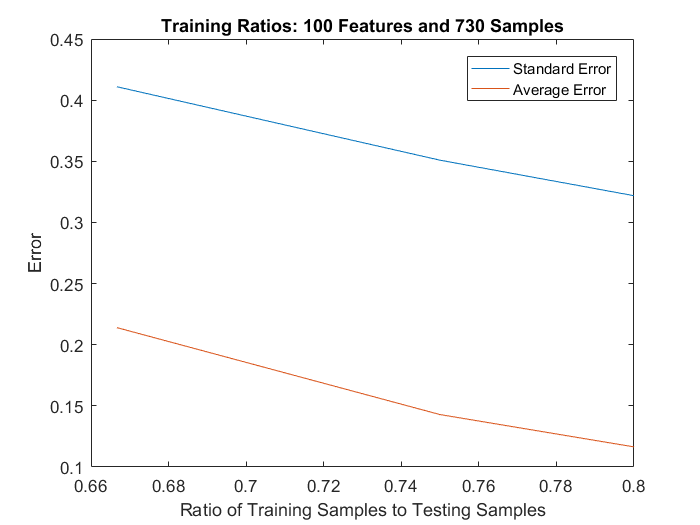 Training Ratios: 100 Features and 730 Samples
0.45
Standard Error
Average Error
0.4
0.35
0.3
Error
0.25
0.2
0.15
0.1
0.66 0.68 0.7 0.72 0.74 0.76 0.78 0.8
Ratio of Training Samples to Testing Samples